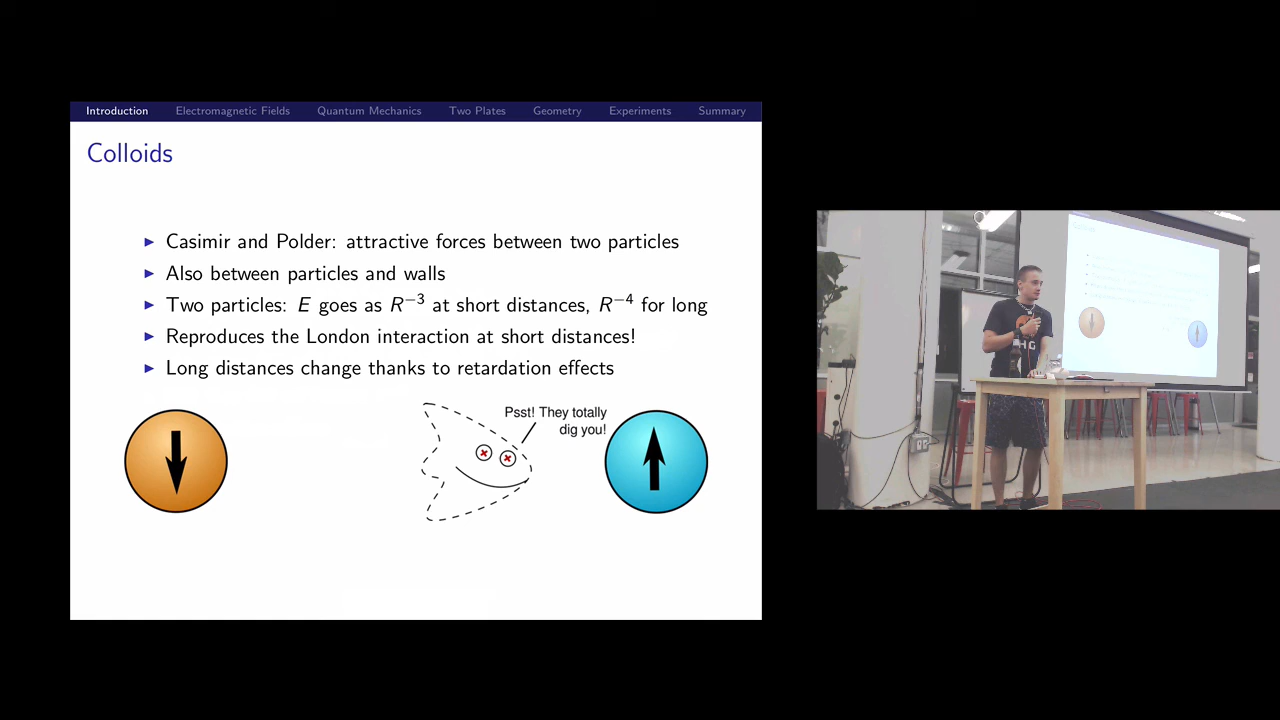 Introduction Electromagnetic Fields Quantum Mechanics Two Plates Geometry Experiments Summary
Colloids
▶ Casimir and Polder: attractive forces between two particles
▶ Also between particles and walls
▶ Two particles: E goes as R⁻³ at short distances, R⁻⁴ for long
▶ Reproduces the London interaction at short distances!
▶ Long distances change thanks to retardation effects
Psst! They totally
dig you!